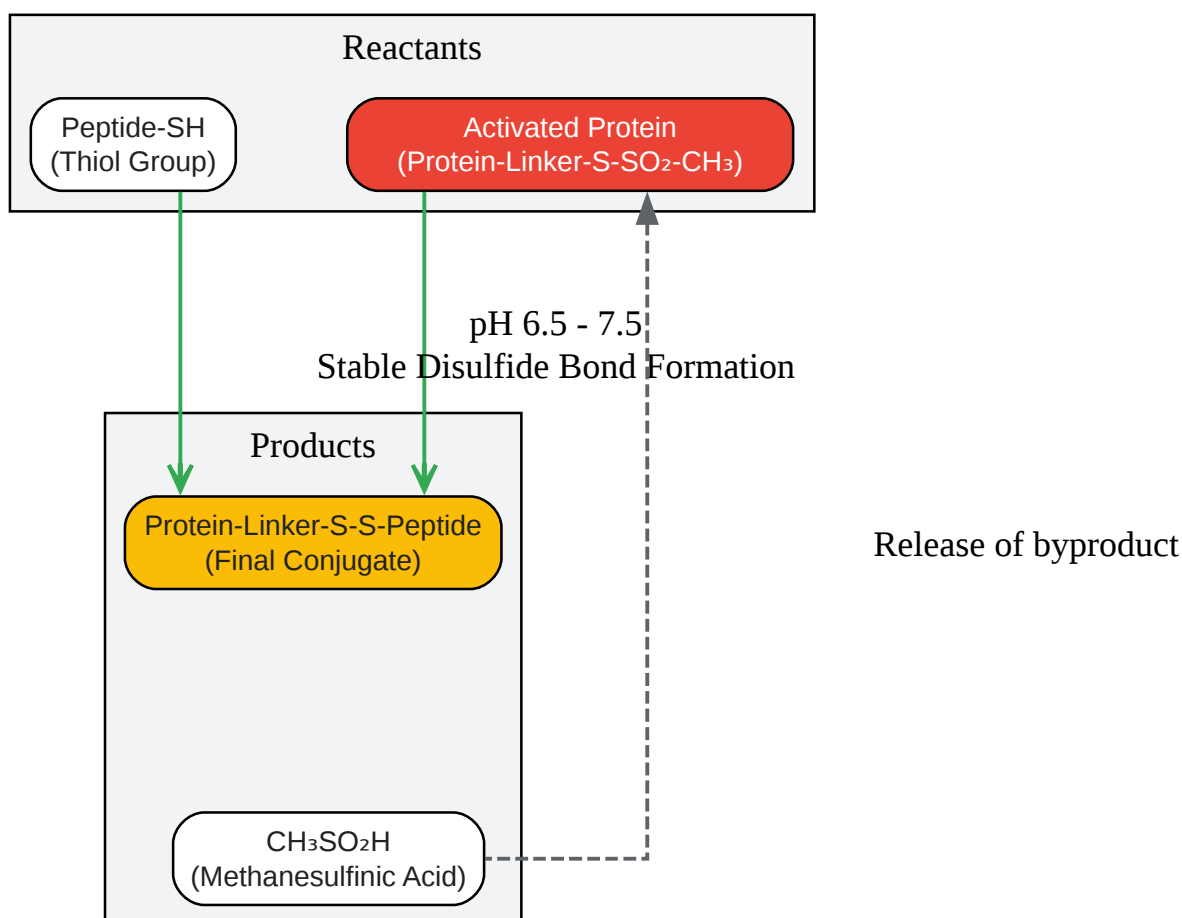 Reactants
Peptide-SH
(Thiol Group)
Activated Protein
(Protein-Linker-S-SO₂-CH₃)
pH 6.5 - 7.5
Stable Disulfide Bond Formation
Products
Protein-Linker-S-S-Peptide
(Final Conjugate)
Release of byproduct
CH₃SO₂H
(Methanesulfinic Acid)